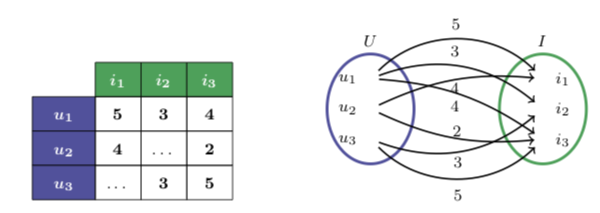 i₁ i₂ i₃
u₁ 5 3 4
u₂ 4 ... 2
u₃ ... 3 5
5
U I
3
u₁ i₁
4
u₂ 4 i₂
2
u₃ i₃
3
5